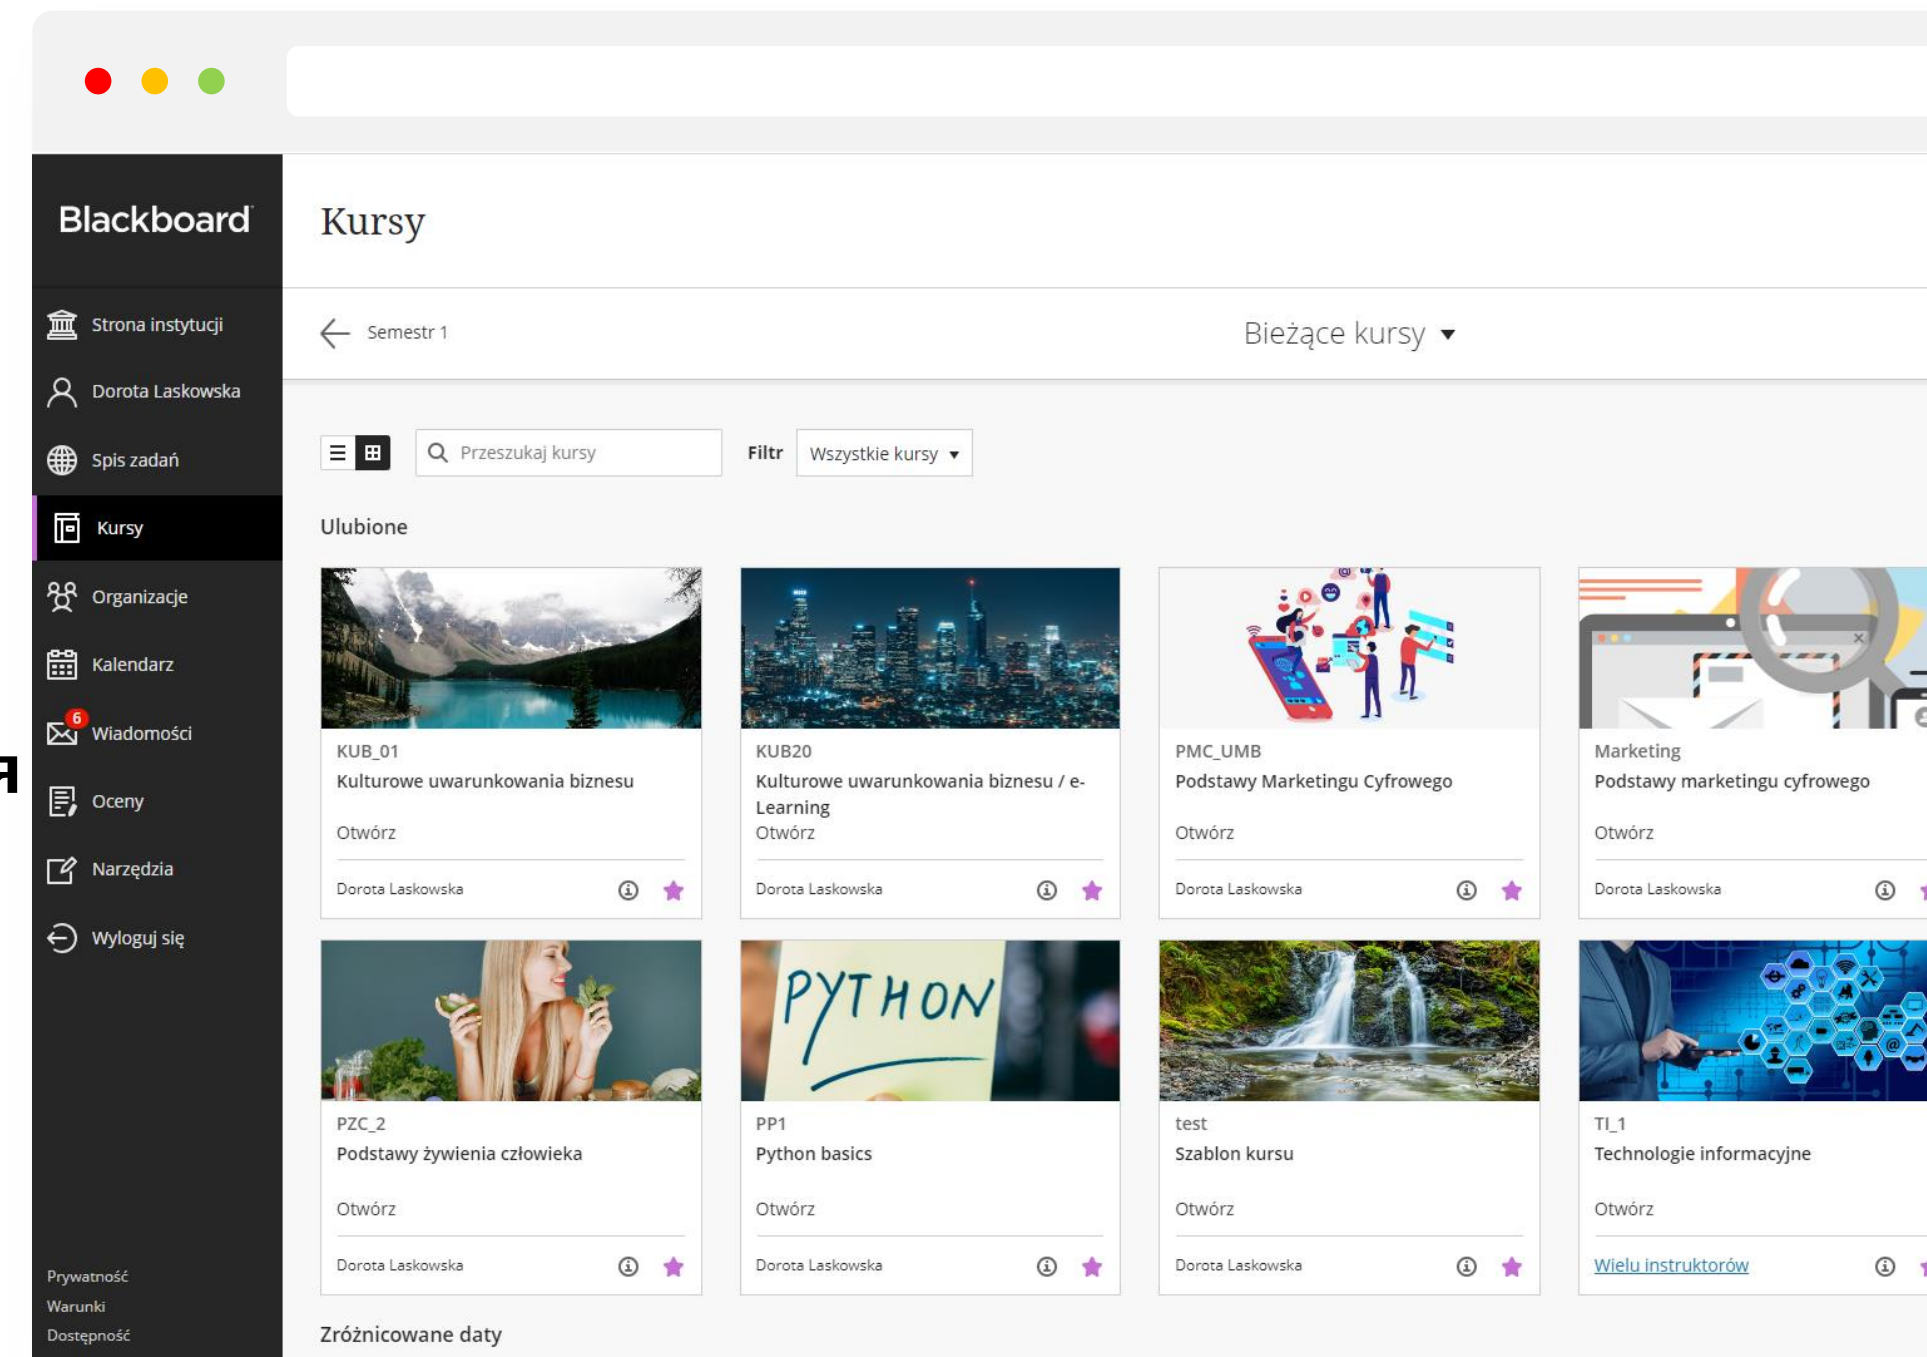 Blackboard
Kursy
Strona instytucji
Dorota Laskowska
Spis zadań
Kursy
Organizacje
Kalendarz
6
Wiadomości
Oceny
Narzędzia
Wyloguj się
Prywatność
Warunki
Dostępność
Semestr 1
Bieżące kursy
Przeszukaj kursy
Filtr
Wszystkie kursy
Ulubione
KUB_01
Kulturowe uwarunkowania biznesu
Otwórz
Dorota Laskowska
KUB20
Kulturowe uwarunkowania biznesu / e-
Learning
Otwórz
Dorota Laskowska
PMC_UMB
Podstawy Marketingu Cyfrowego
Otwórz
Dorota Laskowska
Marketing
Podstawy marketingu cyfrowego
Otwórz
Dorota Laskowska
PZC_2
Podstawy żywienia człowieka
Otwórz
Dorota Laskowska
PYTHON
PP1
Python basics
Otwórz
Dorota Laskowska
test
Szablon kursu
Otwórz
Dorota Laskowska
TI_1
Technologie informacyjne
Otwórz
Wielu instruktorów
Zróżnicowane daty